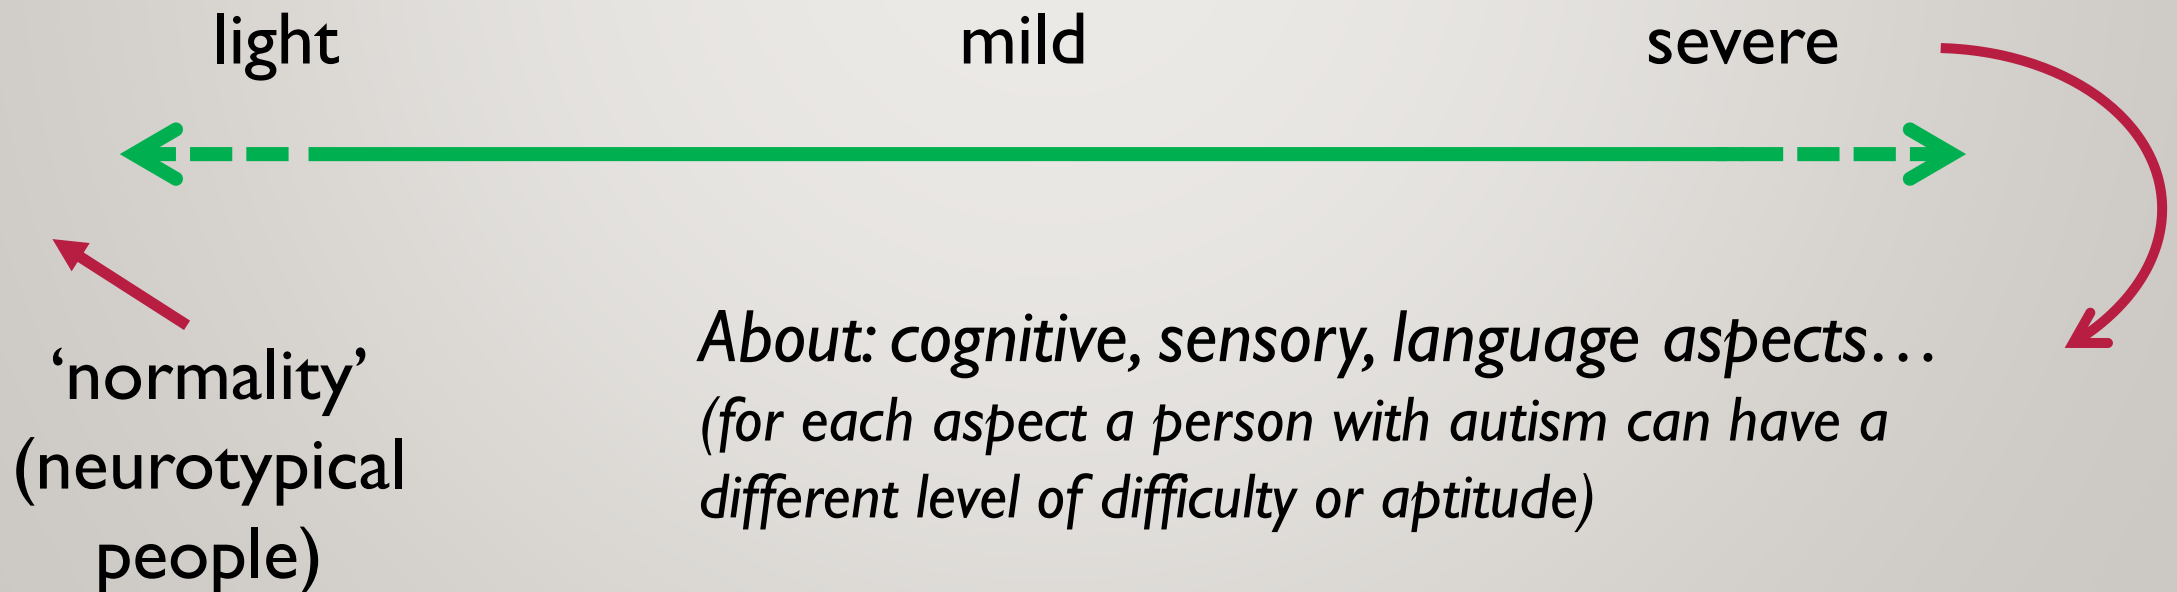 light mild severe
‘normality’
(neurotypical
people)
About: cognitive, sensory, language aspects…
(for each aspect a person with autism can have a
different level of difficulty or aptitude)